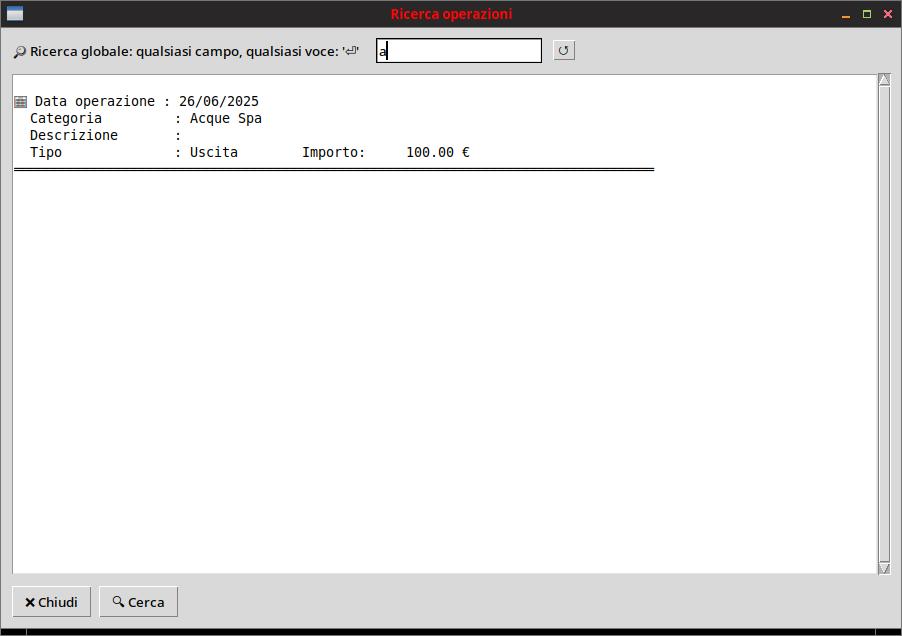 Ricerca operazioni
Ricerca globale: qualsiasi campo, qualsiasi voce: '⏎'
a
Data operazione : 26/06/2025
Categoria : Acque Spa
Descrizione :
Tipo : Uscita Importo: 100.00 €
Chiudi
Cerca